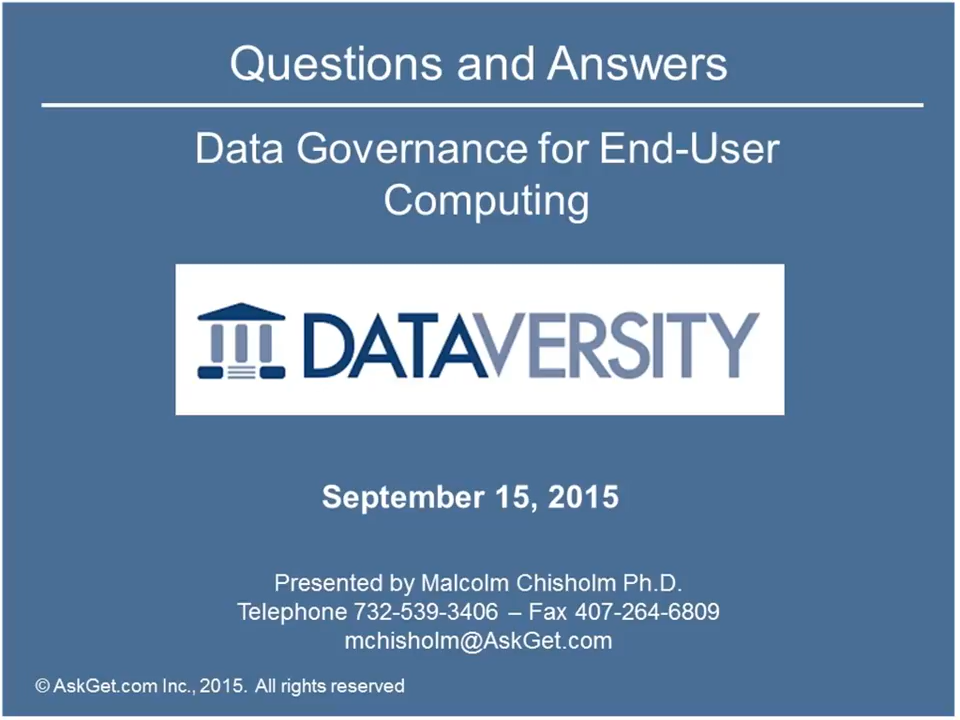 Questions and Answers
Data Governance for End-User
Computing
DATAVERSITY
September 15, 2015
Presented by Malcolm Chisholm Ph.D.
Telephone 732-539-3406 – Fax 407-264-6809
mchisholm@AskGet.com
© AskGet.com Inc., 2015. All rights reserved